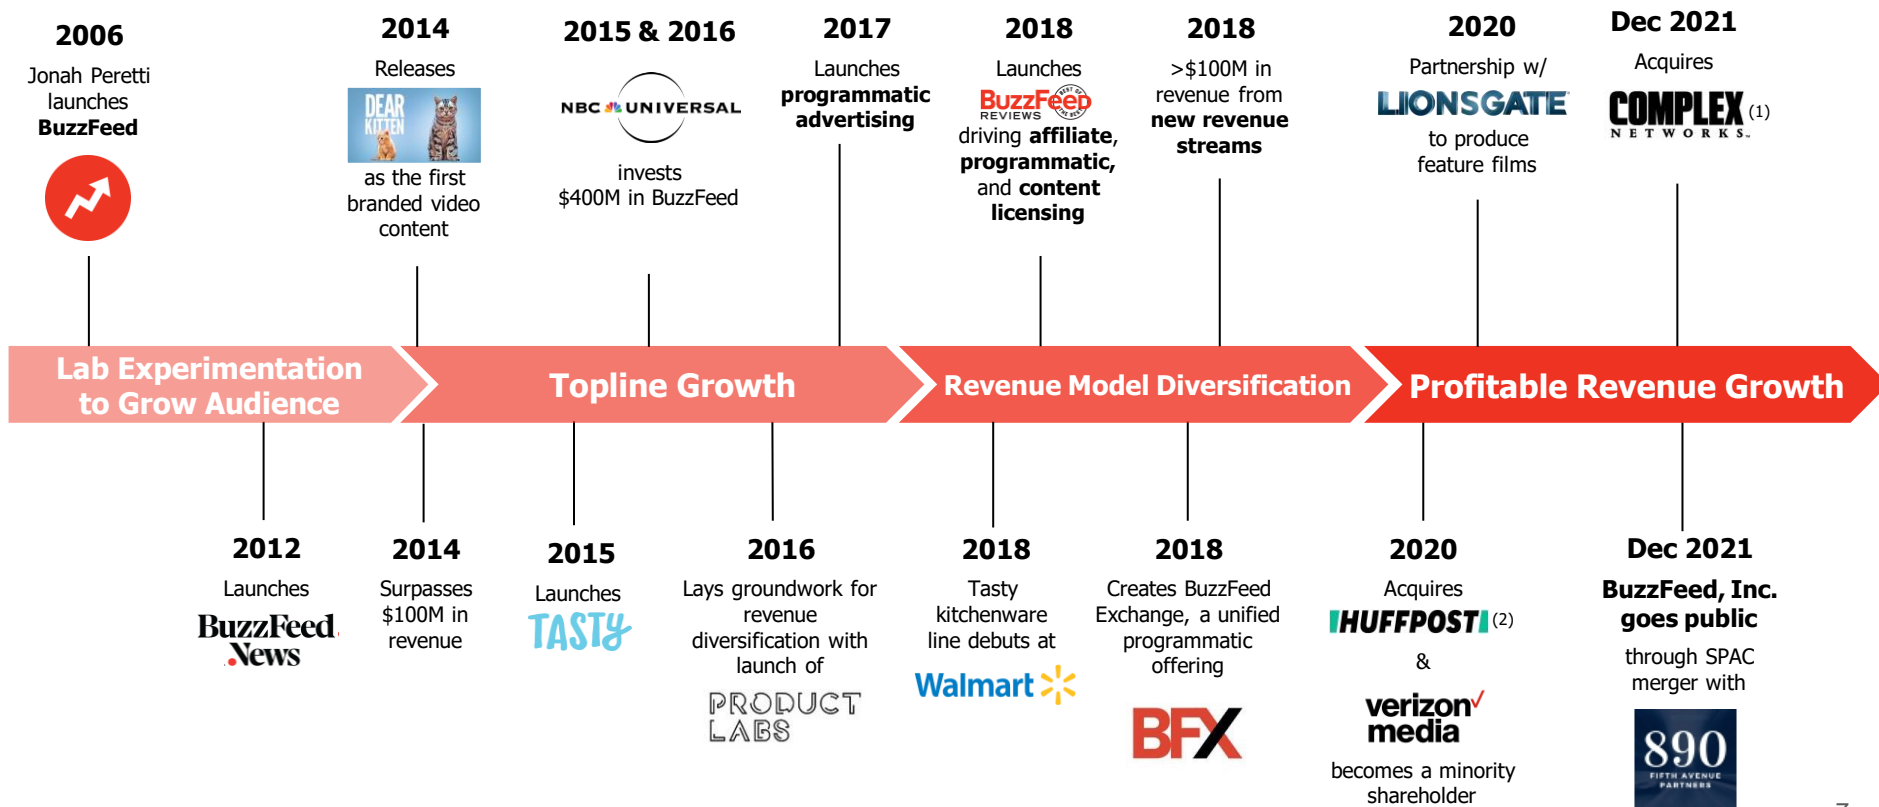 2006
Jonah Peretti
launches
BuzzFeed
2014
Releases
DEAR
KITTEN
as the first
branded video
content
2015 & 2016
NBC UNIVERSAL
invests
$400M in BuzzFeed
2017
Launches
programmatic
advertising
2018
Launches
BuzzFeed
REVIEWS
driving affiliate,
programmatic,
and content
licensing
2018
>$100M in
revenue from
new revenue
streams
2020
Partnership w/
LIONSGATE
to produce
feature films
Dec 2021
Acquires
COMPLEX (1)
NETWORKS
Lab Experimentation
to Grow Audience
Topline Growth
Revenue Model Diversification
Profitable Revenue Growth
2012
Launches
BuzzFeed
News
2014
Surpasses
$100M in
revenue
2015
Launches
TASTY
2016
Lays groundwork for
revenue
diversification with
launch of
PRODUCT
LABS
2018
Tasty
kitchenware
line debuts at
Walmart
2018
Creates BuzzFeed
Exchange, a unified
programmatic
offering
BFX
2020
Acquires
HUFFPOST (2)
&
verizon
media
becomes a minority
shareholder
Dec 2021
BuzzFeed, Inc.
goes public
through SPAC
merger with
890
FIFTH AVENUE
PARTNERS